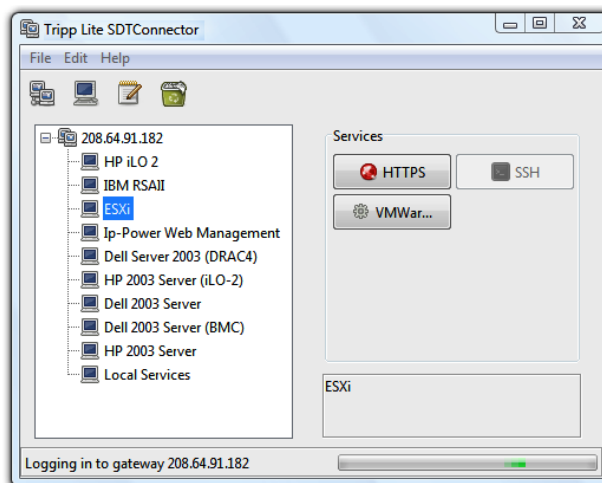 Tripp Lite SDTConnector
File Edit Help
208.64.91.182
HP iLO 2
IBM RSAII
ESXi
Ip-Power Web Management
Dell Server 2003 (DRAC4)
HP 2003 Server (iLO-2)
Dell 2003 Server
Dell 2003 Server (BMC)
HP 2003 Server
Local Services
Services
HTTPS
SSH
VMWar...
ESXi
Logging in to gateway 208.64.91.182